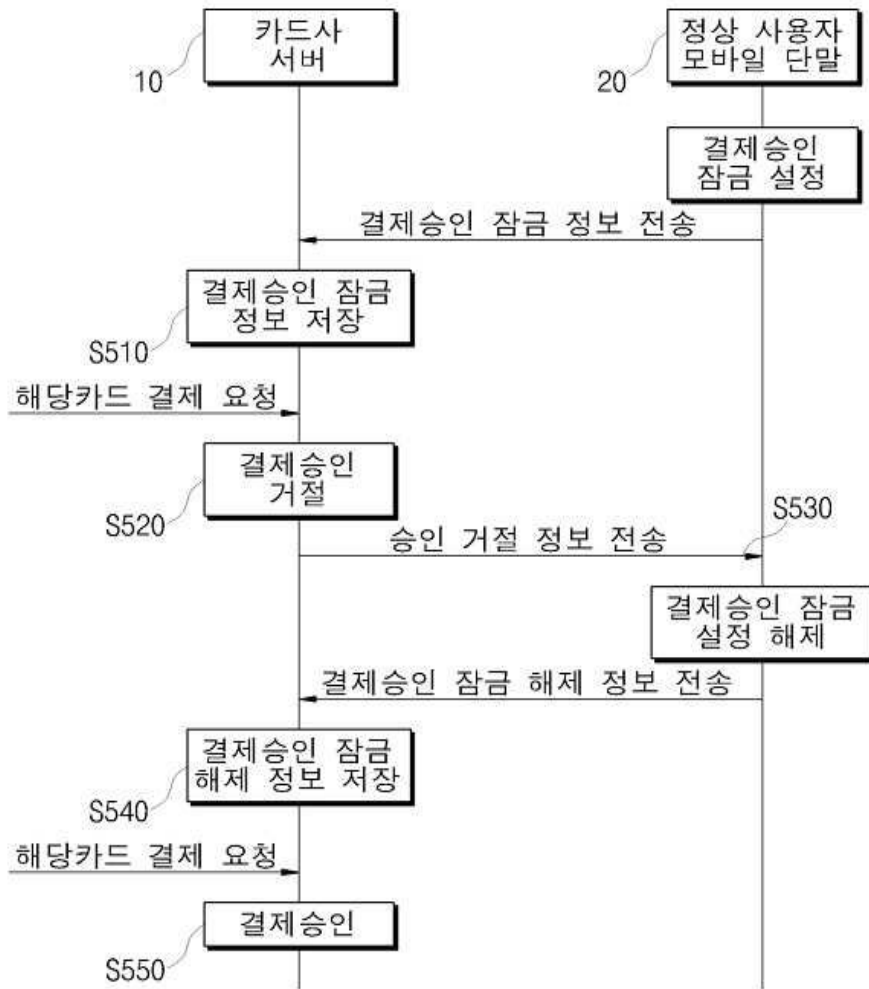 카드사
서버
10
정상 사용자
모바일 단말
20
결제승인
잠금 설정
결제승인 잠금 정보 전송
결제승인 잠금
정보 저장
S510
해당카드 결제 요청
결제승인
거절
S520
S530
승인 거절 정보 전송
결제승인 잠금
설정 해제
결제승인 잠금 해제 정보 전송
결제승인 잠금
해제 정보 저장
S540
해당카드 결제 요청
결제승인
S550